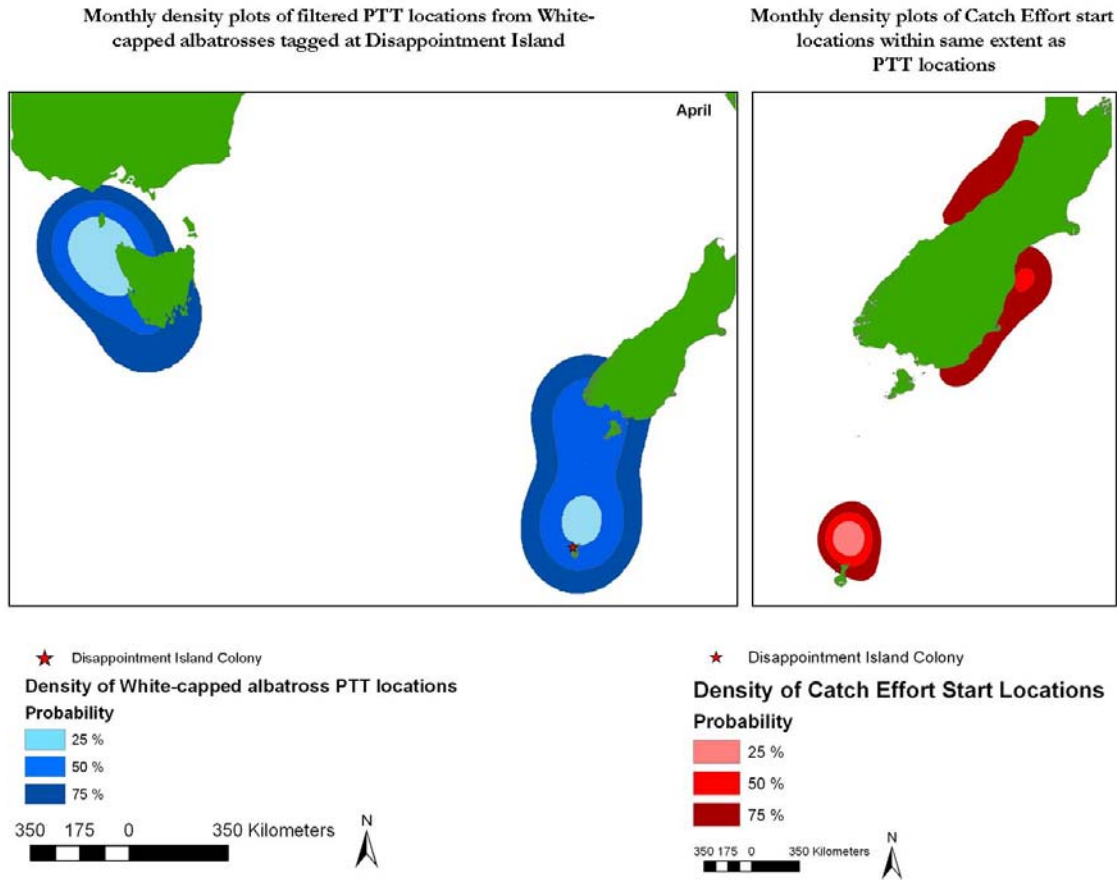 Monthly density plots of filtered PTT locations from White-
capped albatrosses tagged at Disappointment Island
Monthly density plots of Catch Effort start
locations within same extent as
PTT locations
April
Disappointment Island Colony
Density of White-capped albatross PTT locations
Probability
25 %
50 %
75 %
350 175 0 350 Kilometers
N
Disappointment Island Colony
Density of Catch Effort Start Locations
Probability
25 %
50 %
75 %
350 175 0 350 Kilometers
N